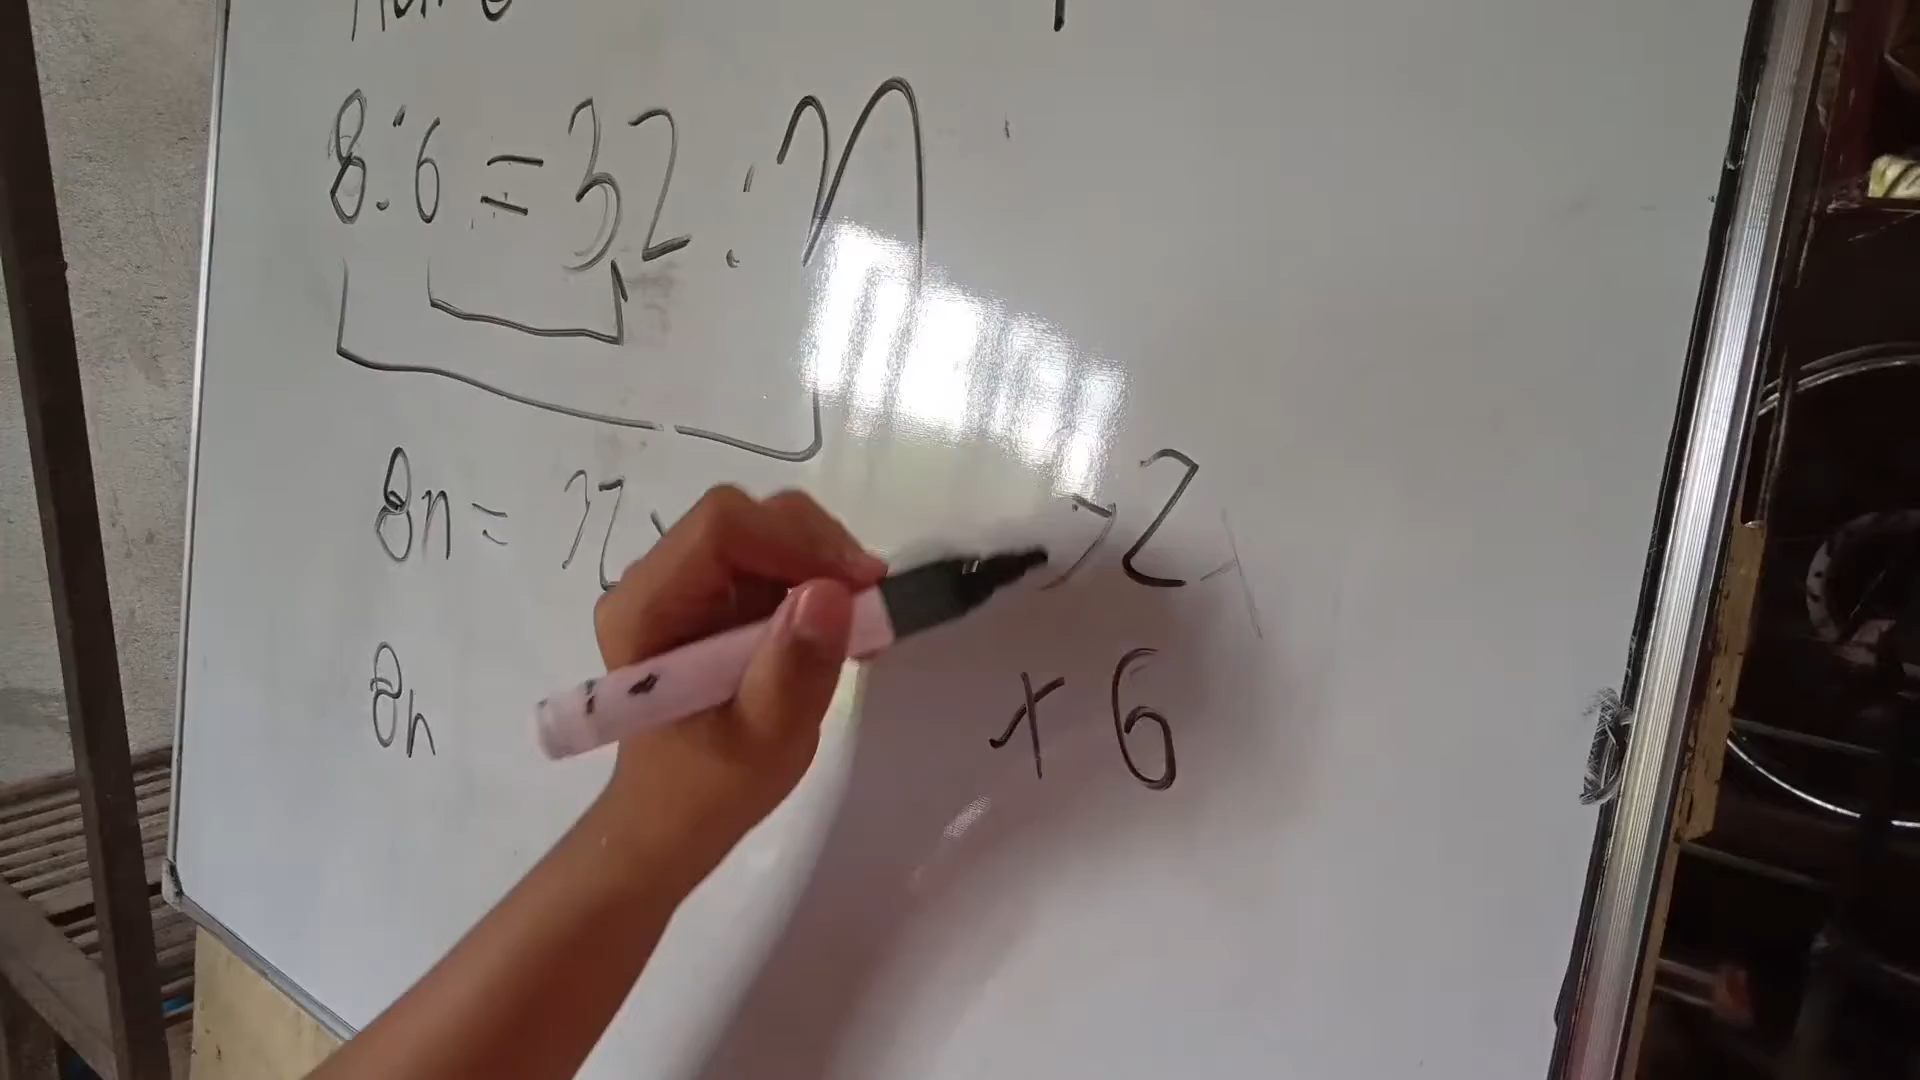 8:6 = 32:n
8n = 32 x
32
x 6
8n